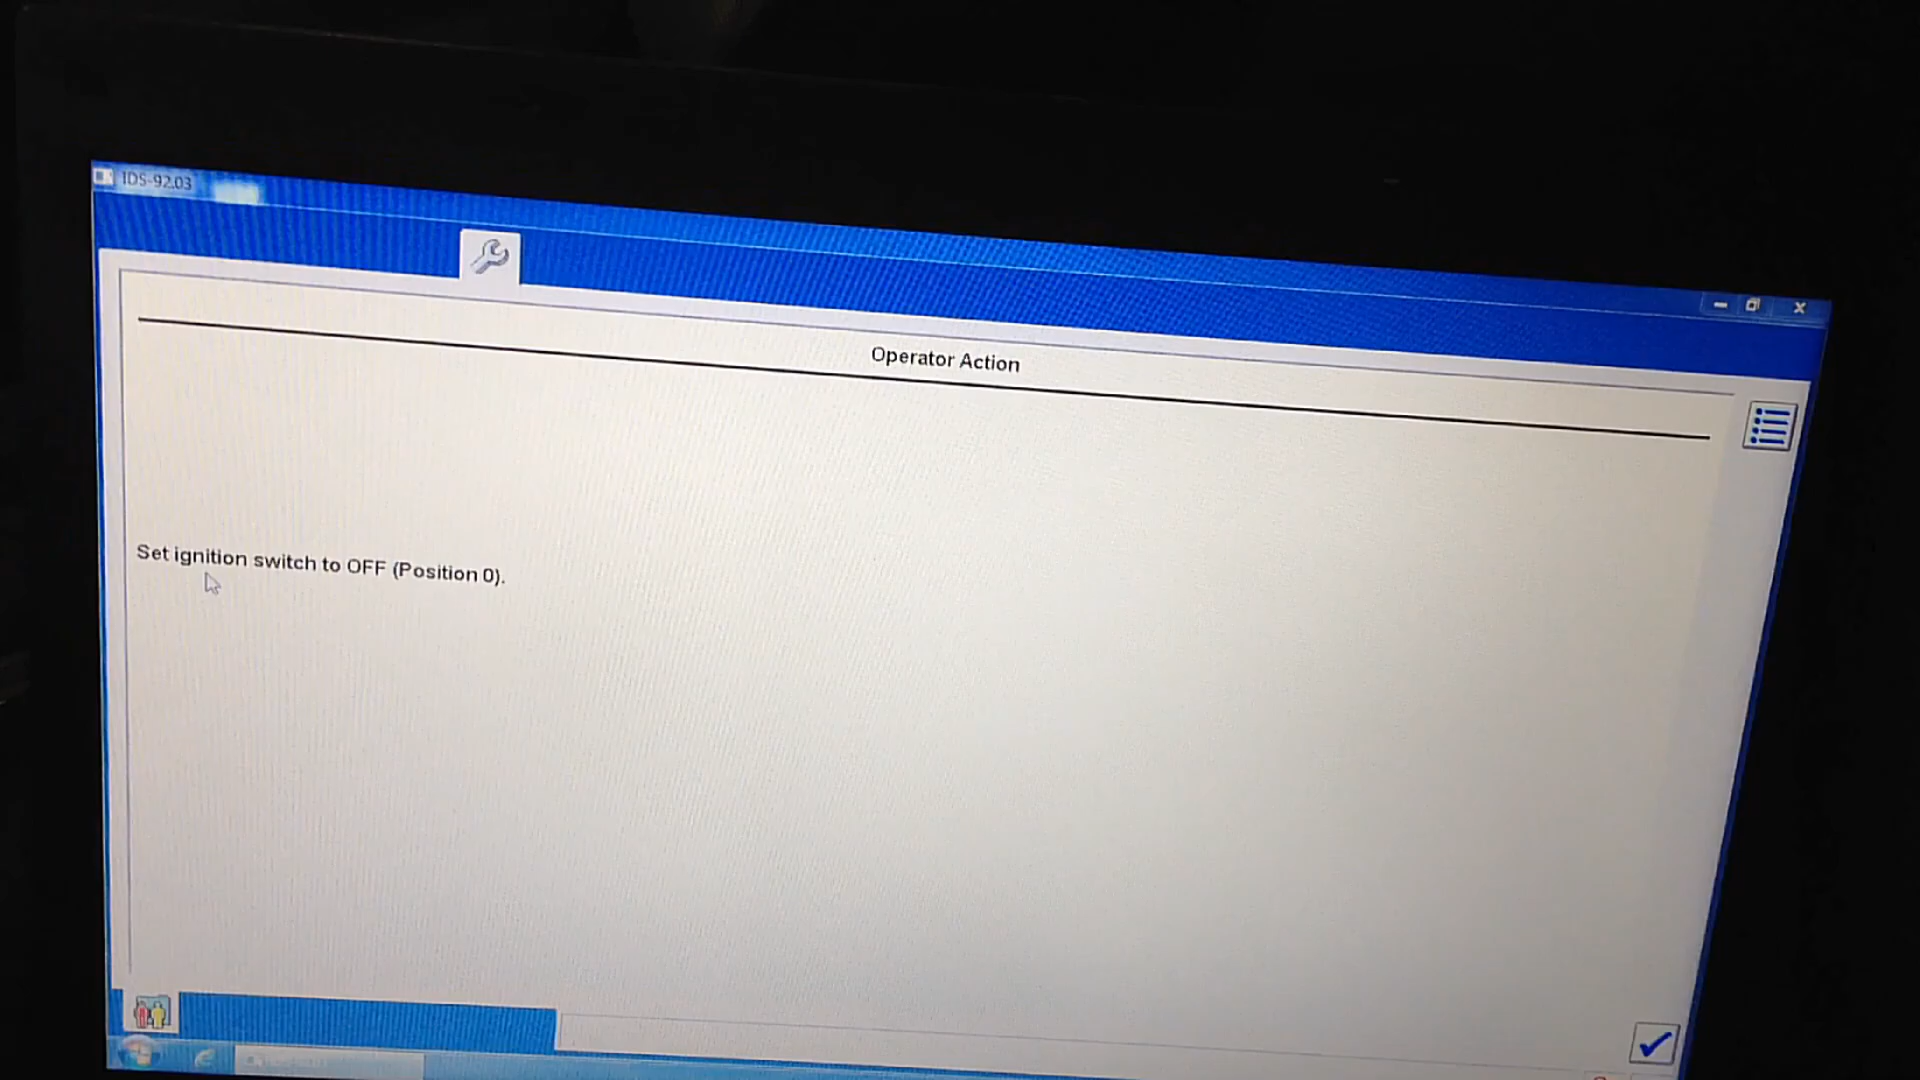 IDS-92.03
Operator Action
Set ignition switch to OFF (Position 0).